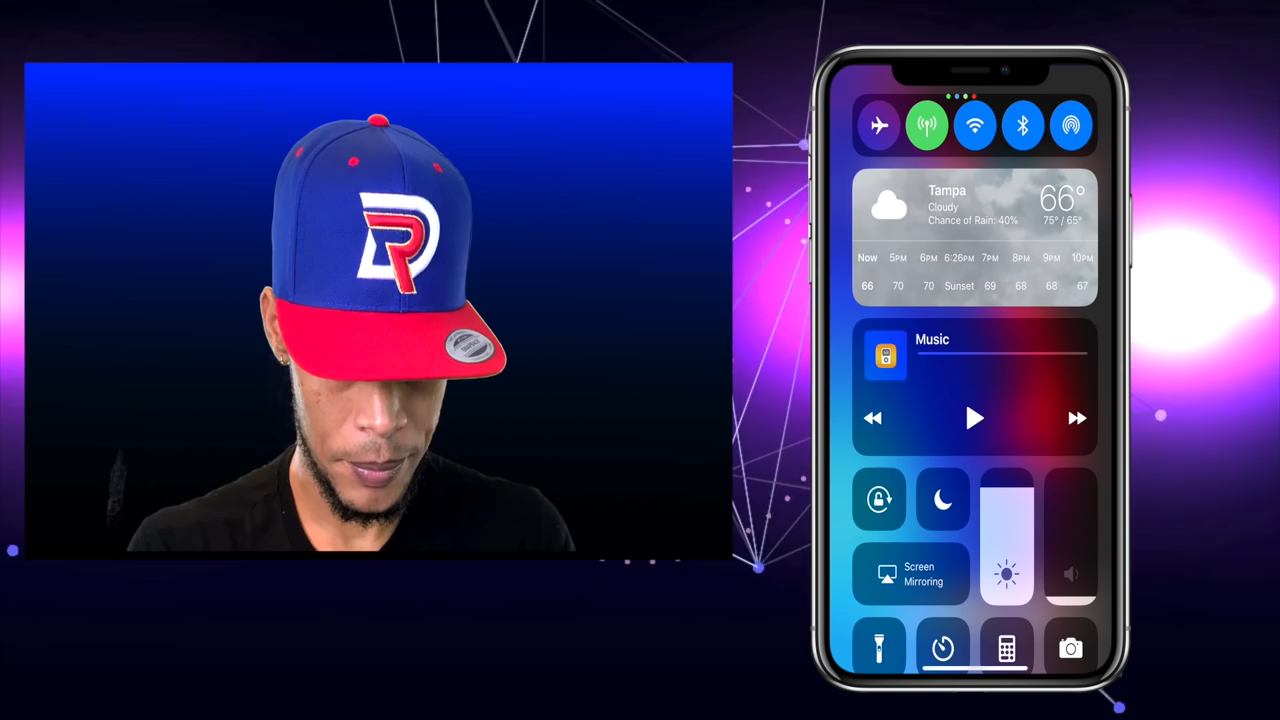 DR
Tampa
Cloudy
Chance of Rain: 40%
66°
75° / 65°
Now 5PM 6PM 6:26PM 7PM 8PM 9PM 10PM
66 70 70 Sunset 69 68 68 67
Music
Screen
Mirroring